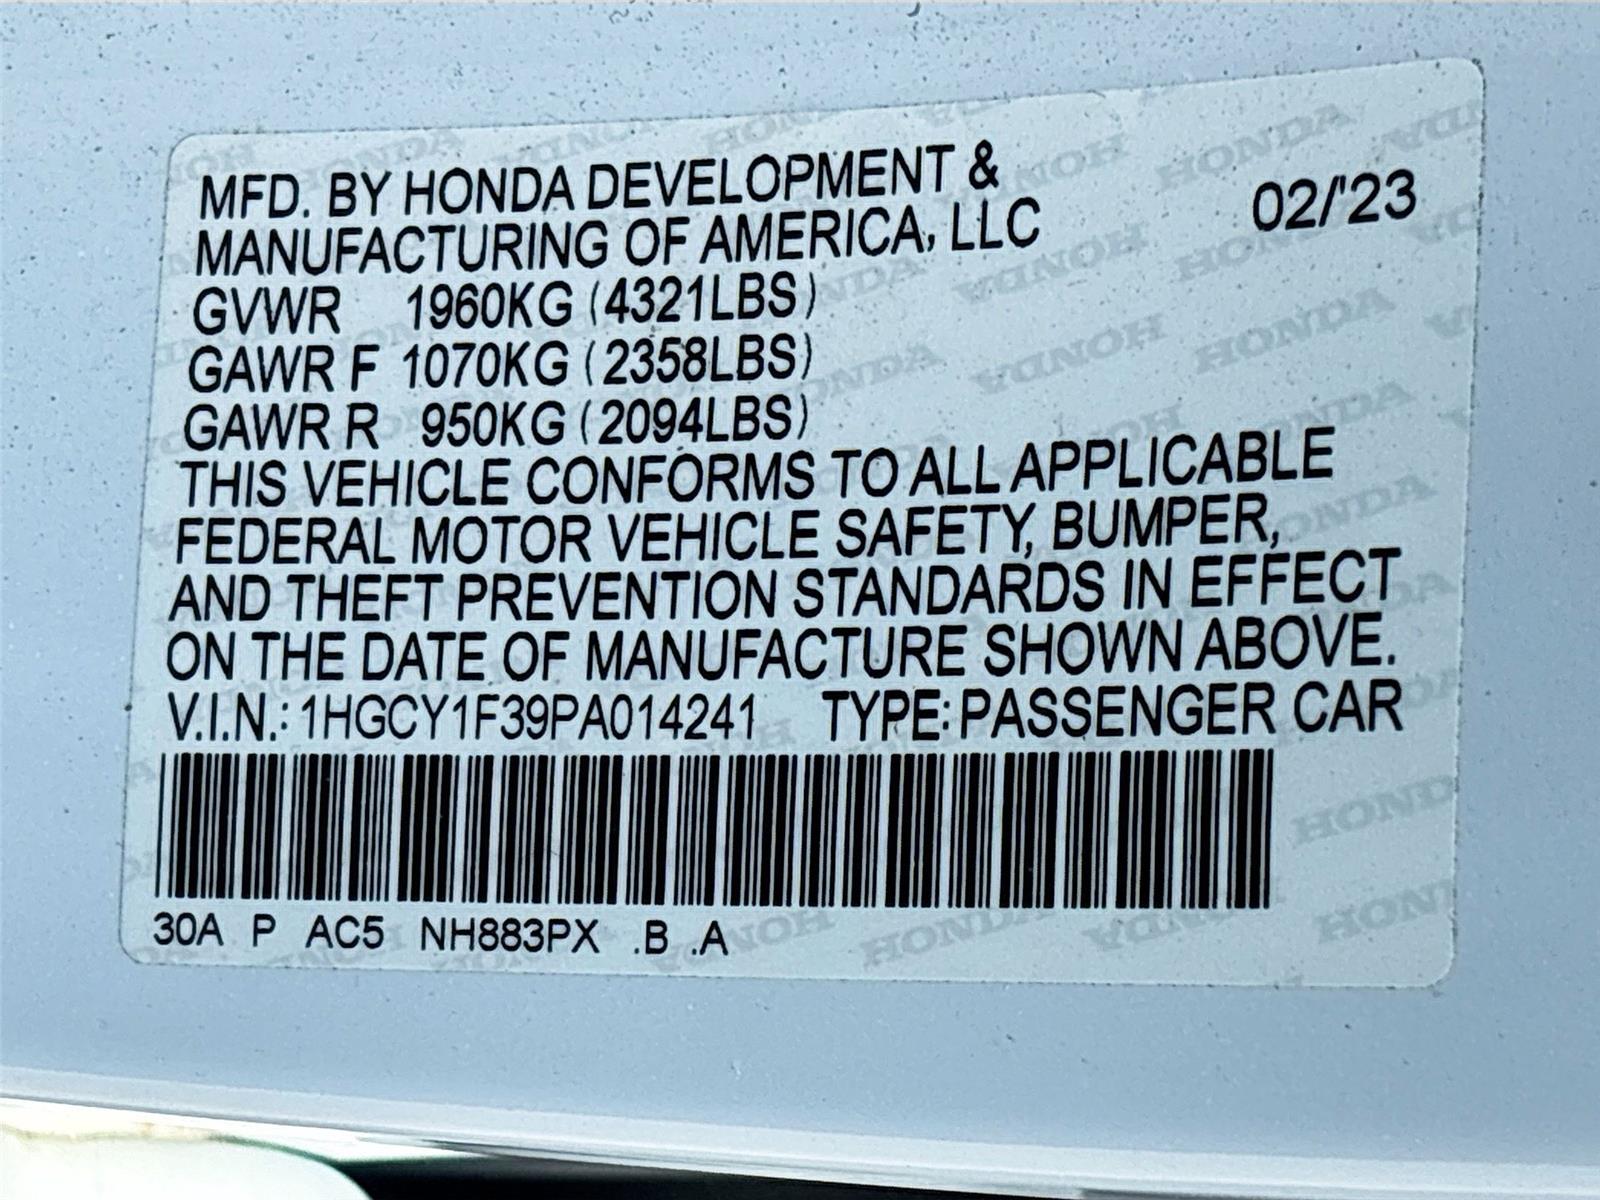 MFD. BY HONDA DEVELOPMENT &
MANUFACTURING OF AMERICA, LLC 02/'23
GVWR 1960KG (4321LBS)
GAWR F 1070KG (2358LBS)
GAWR R 950KG (2094LBS)
THIS VEHICLE CONFORMS TO ALL APPLICABLE
FEDERAL MOTOR VEHICLE SAFETY, BUMPER,
AND THEFT PREVENTION STANDARDS IN EFFECT
ON THE DATE OF MANUFACTURE SHOWN ABOVE.
V.I.N.: 1HGCY1F39PA014241 TYPE: PASSENGER CAR
30A P AC5 NH883PX .B .A